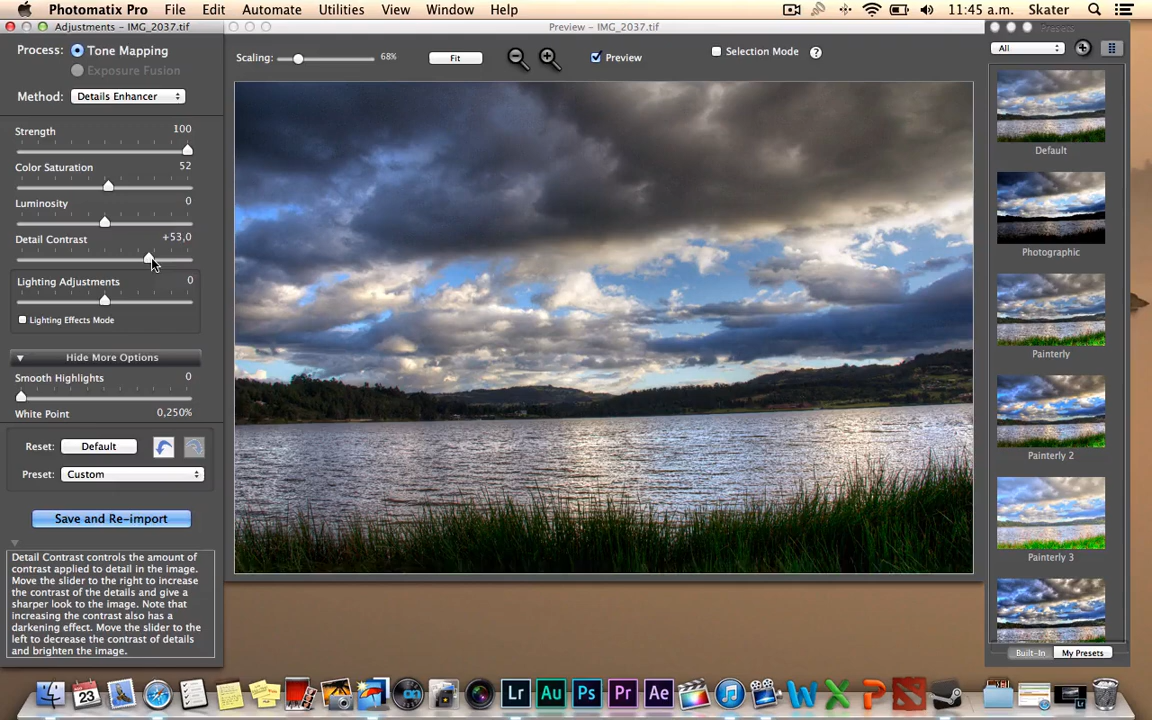 Photomatix Pro File Edit Automate Utilities View Window Help 11:45 a.m. Skater
Adjustments - IMG_2037.tif
Process: Tone Mapping
Exposure Fusion
Method: Details Enhancer
Strength 100
Color Saturation 52
Luminosity 0
Detail Contrast +53,0
Lighting Adjustments 0
Lighting Effects Mode
Hide More Options
Smooth Highlights 0
White Point 0,250%
Reset: Default
Preset: Custom
Save and Re-import
Detail Contrast controls the amount of
contrast applied to detail in the image.
Move the slider to the right to increase
the contrast of the details and give a
sharper look to the image. Note that
increasing the contrast also has a
darkening effect. Move the slider to the
left to decrease the contrast of details
and brighten the image.
Preview - IMG_2037.tif
Scaling: 68% Fit Preview Selection Mode ?
Presets
All
Default
Photographic
Painterly
Painterly 2
Painterly 3
Built-In My Presets
23
Lr Au Ps Pr Ae